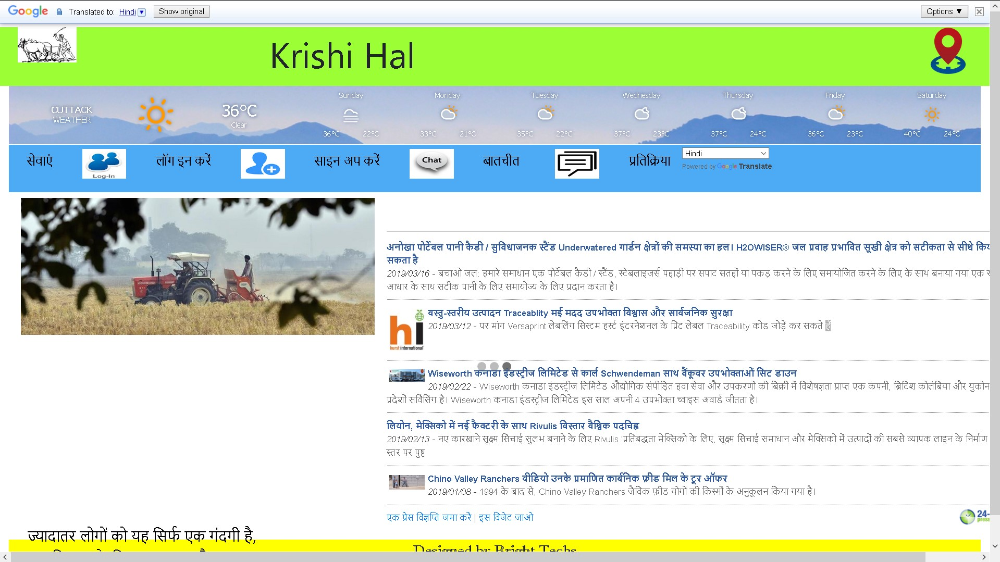 Google Translated to: Hindi Show original Options ▼
Krishi Hal
CUTTACK
WEATHER
36°C
Clear
Sunday Monday Tuesday Wednesday Thursday Friday Saturday
36°C 22°C 33°C 21°C 35°C 22°C 37°C 23°C 37°C 24°C 36°C 23°C 40°C 24°C
सेवाएं Log-In लॉग इन करें साइन अप करें Chat बातचीत प्रतिक्रिया Hindi
Powered by Google Translate
अनोखा पोर्टेबल पानी कैडी / सुविधाजनक स्टैंड Underwatered गार्डन क्षेत्रों की समस्या का हल। H2OWISER® जल प्रवाह प्रभावित सूखी क्षेत्र को सटीकता से सीधे
सकता है
2019/03/16 - बचाओ जल: हमारे समाधान एक पोर्टेबल कैडी / स्टैंड, स्टेबलाइजर्स पहाड़ी पर सपाट सतहों या पकड़ करने के लिए समायोजित करने के लिए के साथ बनाया गया एक
आधार के साथ सटीक पानी के लिए समायोज्य के लिए प्रदान करता है।
hi
hurst international
वस्तु-स्तरीय उत्पादन Traceablity मई मदद उपभोक्ता विश्वास और सार्वजनिक सुरक्षा
2019/03/12 - पर मांग Versaprint लेबलिंग सिस्टम हर्स्ट इंटरनेशनल के प्रिंट लेबल Traceability कोड जोड़ें कर सकते हैं
Wiseworth कनाडा इंडस्ट्रीज लिमिटेड से कार्ल Schwendeman साथ वैंकूवर उपभोक्ताओं सिट डाउन
2019/02/22 - Wiseworth कनाडा इंडस्ट्रीज लिमिटेड औद्योगिक संपीड़ित हवा सेवा और उपकरणों की बिक्री में विशेषज्ञता प्राप्त एक कंपनी, ब्रिटिश कोलंबिया और युकोन
प्रदेशों सर्विसिंग है। Wiseworth कनाडा इंडस्ट्रीज लिमिटेड इस साल अपनी 4 उपभोक्ता च्वाइस अवार्ड जीतता है।
लियोन, मेक्सिको में नई फैक्टरी के साथ Rivulis विस्तार वैश्विक पदचिह्न
2019/02/13 - नए कारखाने सूक्ष्म सिंचाई सुलभ बनाने के लिए Rivulis 'प्रतिबद्धता मेक्सिको के लिए, सूक्ष्म सिंचाई समाधान और मेक्सिको में उत्पादों की सबसे व्यापक लाइन के निर्माण
स्तर पर पुष्ट
Chino Valley Ranchers वीडियो उनके प्रमाणित कार्बनिक फ़ीड मिल के टूर ऑफर
2019/01/08 - 1994 के बाद से, Chino Valley Ranchers जैविक फ़ीड योगों की किस्मों के अनुकूलन किया गया है।
एक प्रेस विज्ञप्ति जमा करें | इस विजेट जाओ
24-
press
ज्यादातर लोगों को यह सिर्फ एक गंदगी है,
Designed by Bright Techs